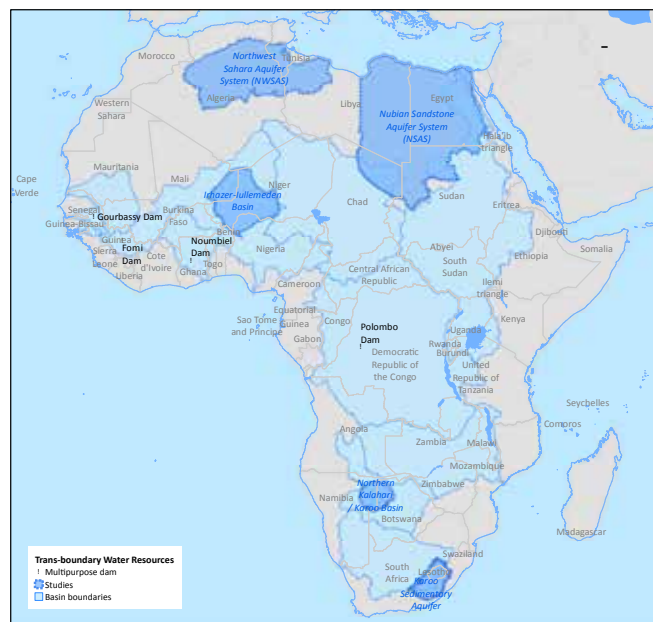 Northwest
Sahara Aquifer
System (NWSAS)
Tunisia
Morocco
Algeria
Libya
Egypt
Nubian Sandstone
Aquifer System
(NSAS)
Western
Sahara
Hala'ib
triangle
Mauritania
Cape
Verde
Mali
Niger
Irhazer-Iullemeden
Basin
Chad
Sudan
Eritrea
Senegal
Gourbassy Dam
Guinea-Bissau
Burkina
Faso
Benin
Noumbiel
Dam
Nigeria
Djibouti
Guinea
Fomi
Dam
Sierra
Leone
Cote
d'Ivoire
Liberia
Ghana
Togo
Abyei
South
Sudan
Ethiopia
Somalia
Central African
Republic
Cameroon
Ilemi
triangle
Equatorial
Guinea
Sao Tome
and Principe
Gabon
Congo
Polombo
Dam
Democratic
Republic of
the Congo
Uganda
Kenya
Rwanda
Burundi
United
Republic of
Tanzania
Seychelles
Comoros
Angola
Zambia
Malawi
Mozambique
Northern
Kalahari
/ Karoo Basin
Namibia
Zimbabwe
Botswana
Madagascar
Swaziland
South
Africa
Lesotho
Karoo
Sedimentary
Aquifer
Trans-boundary Water Resources
! Multipurpose dam
Studies
Basin boundaries